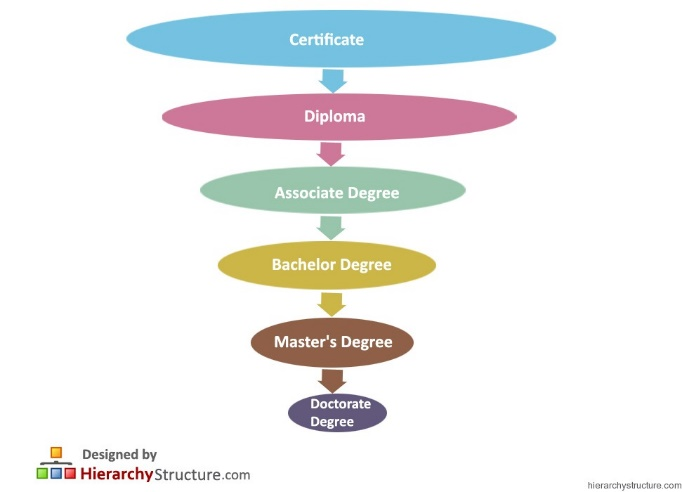 Certificate
Diploma
Associate Degree
Bachelor Degree
Master's Degree
Doctorate
Degree
Designed by
HierarchyStructure.com
hierarchystructure.com